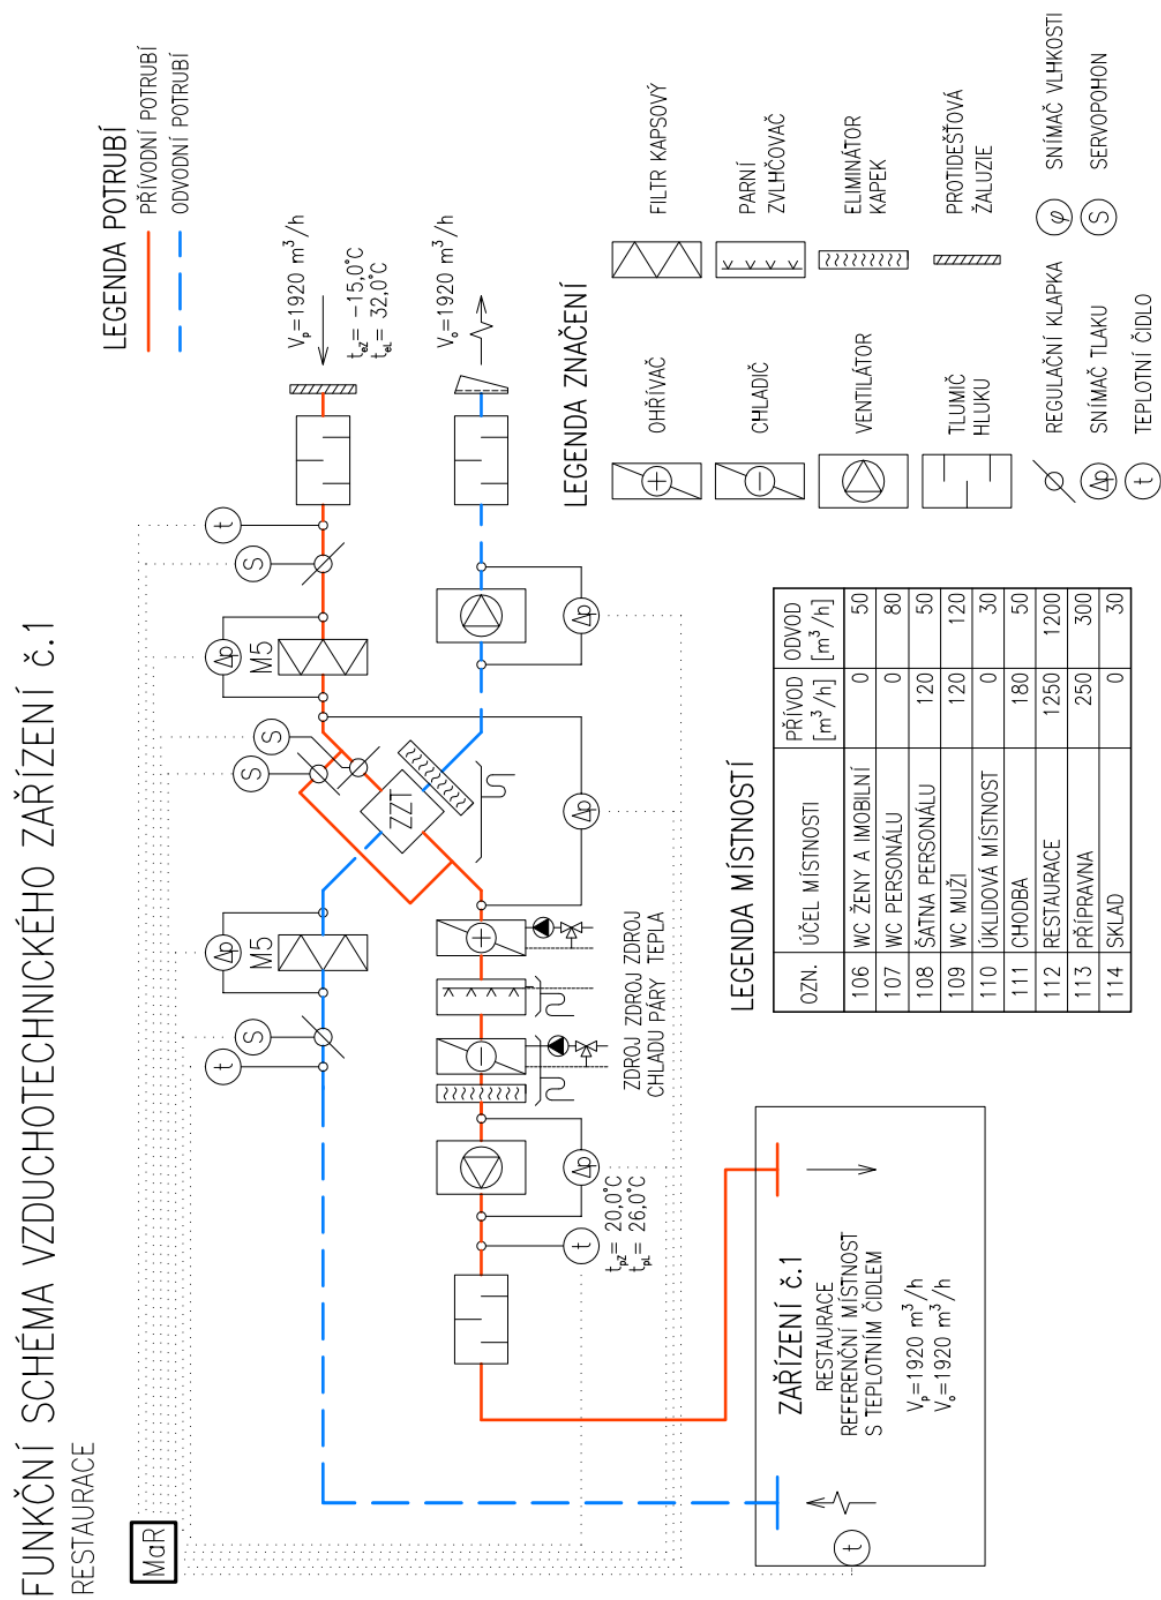 FUNKČNÍ SCHÉMA VZDUCHOTECHNICKÉHO ZAŘÍZENÍ č.1
RESTAURACE
MaR
LEGENDA POTRUBÍ
PŘÍVODNÍ POTRUBÍ
ODVODNÍ POTRUBÍ
t
S
Δp
M5
S
S
Δp
M5
S
t
Vp=1920 m³/h
teZ= −15,0°C
teL= 32,0°C
ZZT
Vo=1920 m³/h
t
Δp
Δp
Δp
tpZ= 20,0°C
tpL= 26,0°C
ZDROJ ZDROJ ZDROJ
CHLADU PÁRY TEPLA
ZAŘÍZENÍ č.1
RESTAURACE
REFERENČNÍ MÍSTNOST
S TEPLOTNÍM ČIDLEM
Vp=1920 m³/h
Vo=1920 m³/h
t
LEGENDA MÍSTNOSTÍ
OZN. ÚČEL MÍSTNOSTI PŘÍVOD [m³/h] ODVOD [m³/h]
106 WC ŽENY A IMOBILNÍ 0 50
107 WC PERSONÁLU 0 80
108 ŠATNA PERSONÁLU 120 50
109 WC MUŽI 120 120
110 ÚKLIDOVÁ MÍSTNOST 0 30
111 CHODBA 180 50
112 RESTAURACE 1250 1200
113 PŘÍPRAVNA 250 300
114 SKLAD 0 30
LEGENDA ZNAČENÍ
OHŘÍVAČ
FILTR KAPSOVÝ
CHLADIČ
PARNÍ
ZVLHČOVAČ
VENTILÁTOR
ELIMINÁTOR
KAPEK
TLUMIČ
HLUKU
PROTIDEŠŤOVÁ
ŽALUZIE
REGULAČNÍ KLAPKA
φ SNÍMAČ VLHKOSTI
Δp SNÍMAČ TLAKU
S SERVOPOHON
t TEPLOTNÍ ČIDLO